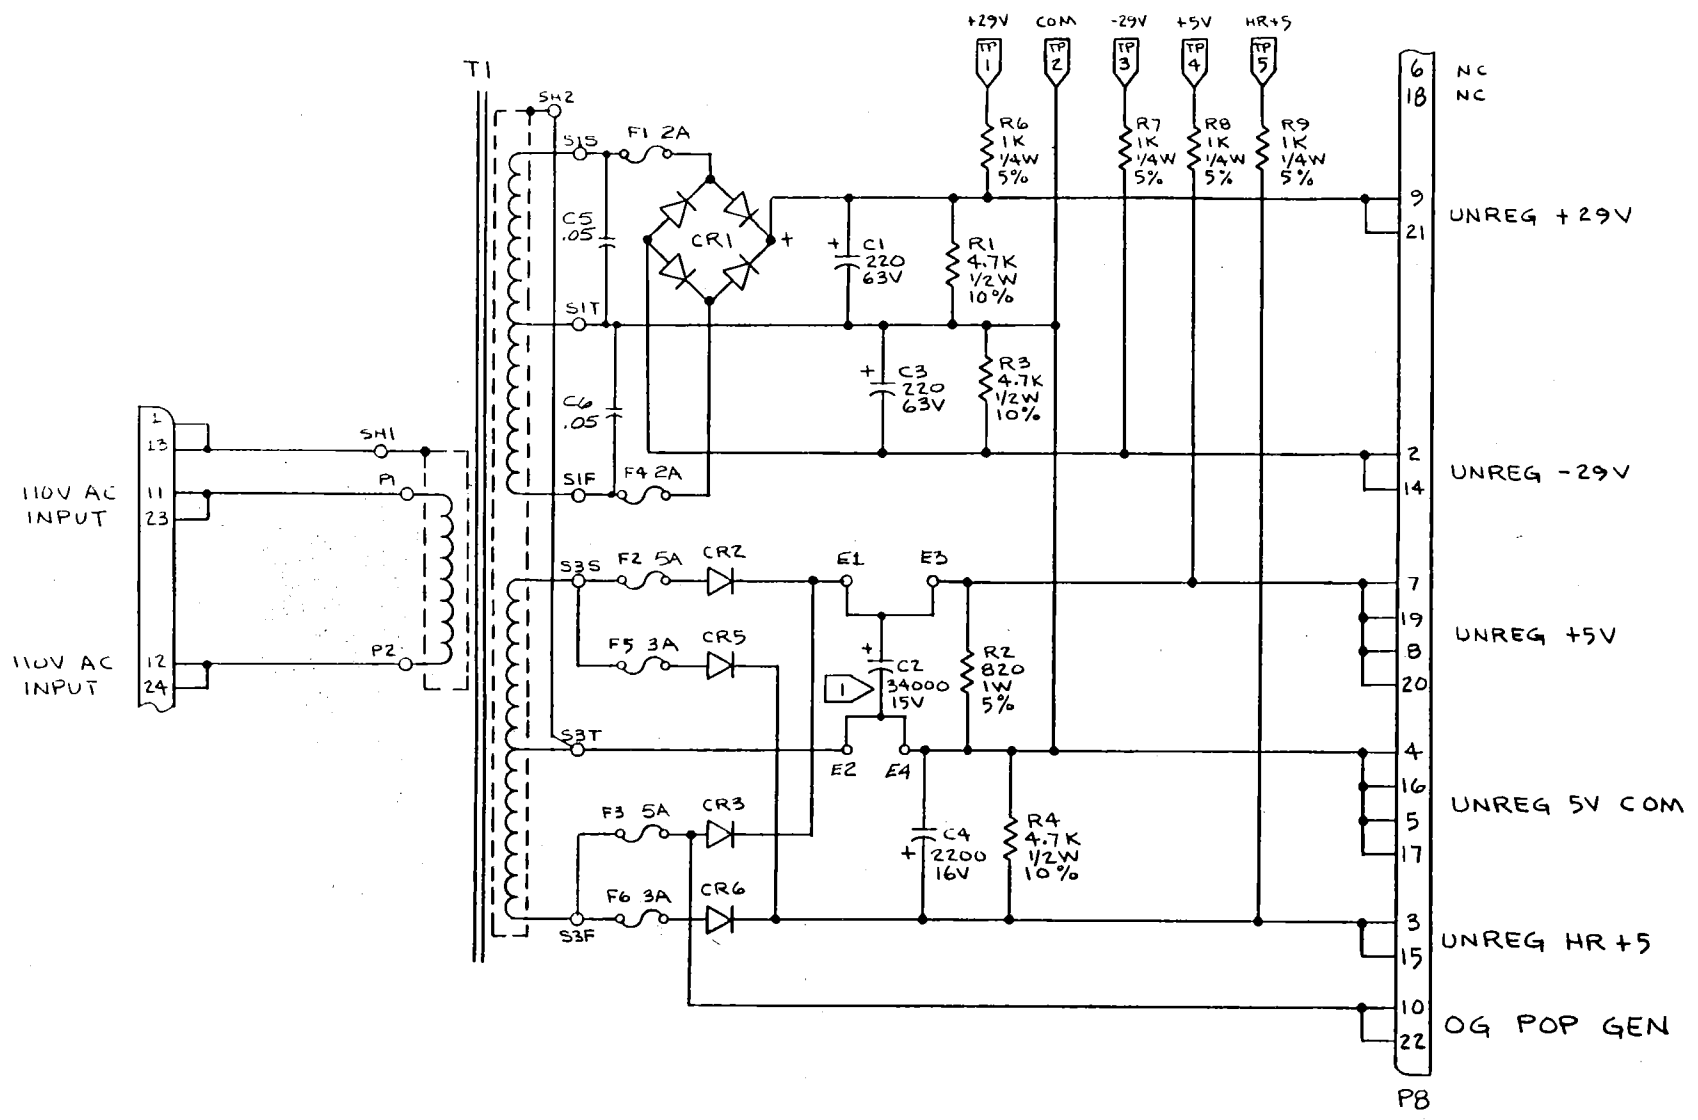 +29V COM -29V +5V HR+5
TP 1
TP 2
TP 3
TP 4
TP 5
6 NC
18 NC
T1
SH2
S1S
F1 2A
R6
1K
1/4W
5%
R7
1K
1/4W
5%
R8
1K
1/4W
5%
R9
1K
1/4W
5%
9
21
UNREG +29V
C5
.05
CR1
+
+
C1
220
63V
R1
4.7K
1/2W
10%
S1T
+
C3
220
63V
R3
4.7K
1/2W
10%
C6
.05
1
13
SH1
S1F
F4 2A
2
14
UNREG -29V
110V AC
INPUT
11
23
P1
S3S
F2 5A
CR2
E1
E3
7
19
8
20
UNREG +5V
F5 3A
CR5
+
C2
34000
15V
1
R2
820
1W
5%
110V AC
INPUT
12
24
P2
S3T
E2
E4
4
16
5
17
UNREG 5V COM
F3 5A
CR3
+
C4
2200
16V
R4
4.7K
1/2W
10%
F6 3A
CR6
S3F
3
15
UNREG HR +5
10
22
OG POP GEN
P8